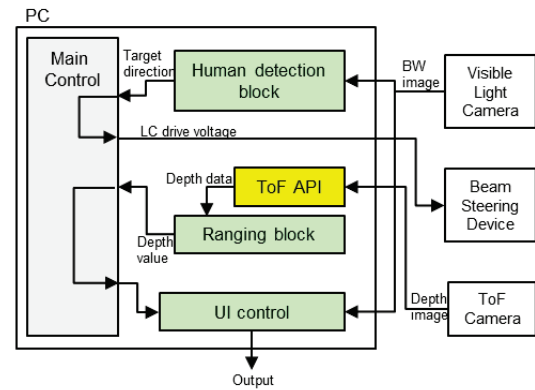 PC
Main
Control
Target
direction
Human detection
block
BW
image
Visible
Light
Camera
LC drive voltage
Depth data
ToF API
Beam
Steering
Device
Depth
value
Ranging block
UI control
Depth
image
ToF
Camera
Output